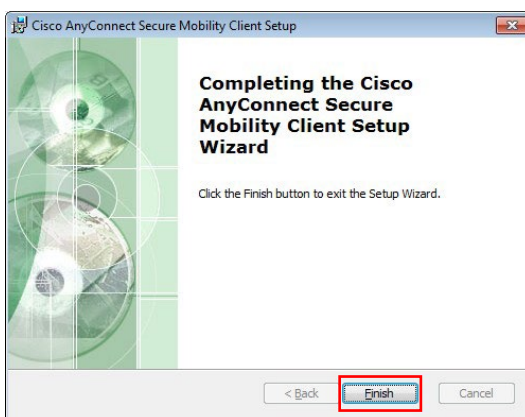 Cisco AnyConnect Secure Mobility Client Setup
Completing the Cisco
AnyConnect Secure
Mobility Client Setup
Wizard
Click the Finish button to exit the Setup Wizard.
< Back Finish Cancel